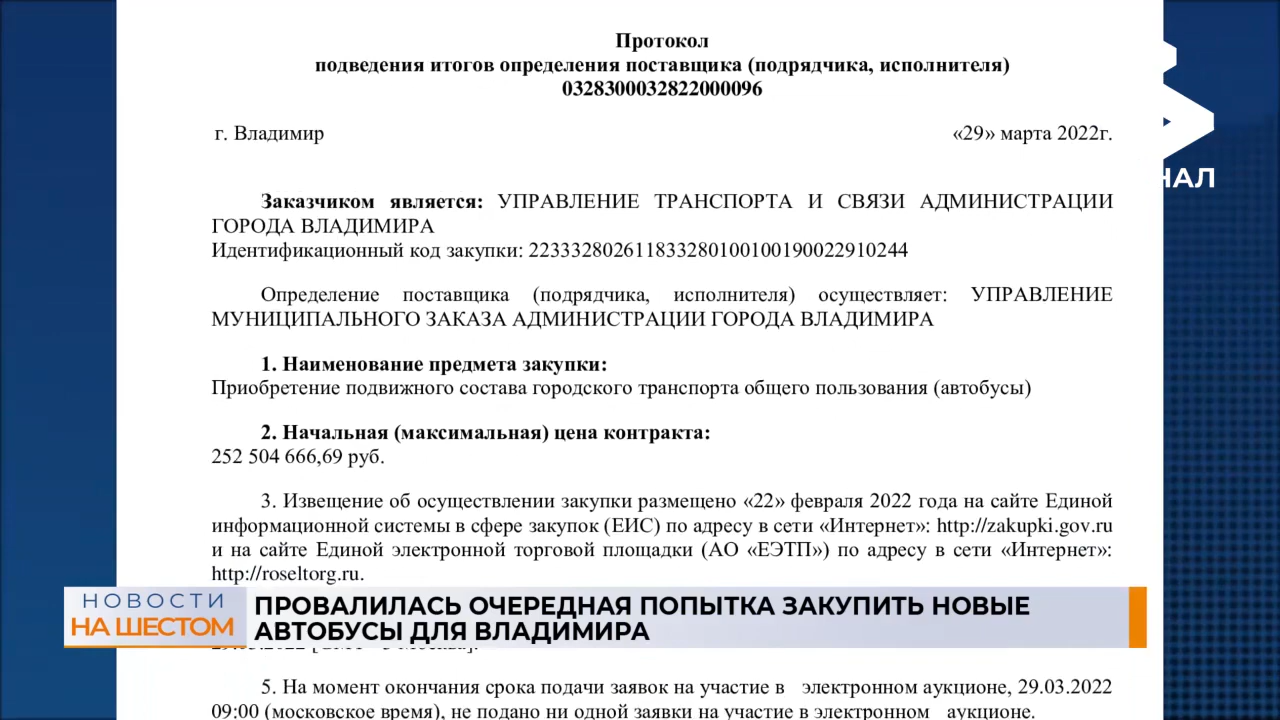 Протокол
подведения итогов определения поставщика (подрядчика, исполнителя)
0328300032822000096
г. Владимир «29» марта 2022г.
Заказчиком является: УПРАВЛЕНИЕ ТРАНСПОРТА И СВЯЗИ АДМИНИСТРАЦИИ
ГОРОДА ВЛАДИМИРА
Идентификационный код закупки: 223332802611833280100100190022910244
Определение поставщика (подрядчика, исполнителя) осуществляет: УПРАВЛЕНИЕ
МУНИЦИПАЛЬНОГО ЗАКАЗА АДМИНИСТРАЦИИ ГОРОДА ВЛАДИМИРА
1. Наименование предмета закупки:
Приобретение подвижного состава городского транспорта общего пользования (автобусы)
2. Начальная (максимальная) цена контракта:
252 504 666,69 руб.
3. Извещение об осуществлении закупки размещено «22» февраля 2022 года на сайте Единой
информационной системы в сфере закупок (ЕИС) по адресу в сети «Интернет»: http://zakupki.gov.ru
и на сайте Единой электронной торговой площадки (АО «ЕЭТП») по адресу в сети «Интернет»:
http://roseltorg.ru.
НОВОСТИ
НА ШЕСТОМ
ПРОВАЛИЛАСЬ ОЧЕРЕДНАЯ ПОПЫТКА ЗАКУПИТЬ НОВЫЕ
АВТОБУСЫ ДЛЯ ВЛАДИМИРА
5. На момент окончания срока подачи заявок на участие в электронном аукционе, 29.03.2022
09:00 (московское время), не подано ни одной заявки на участие в электронном аукционе.